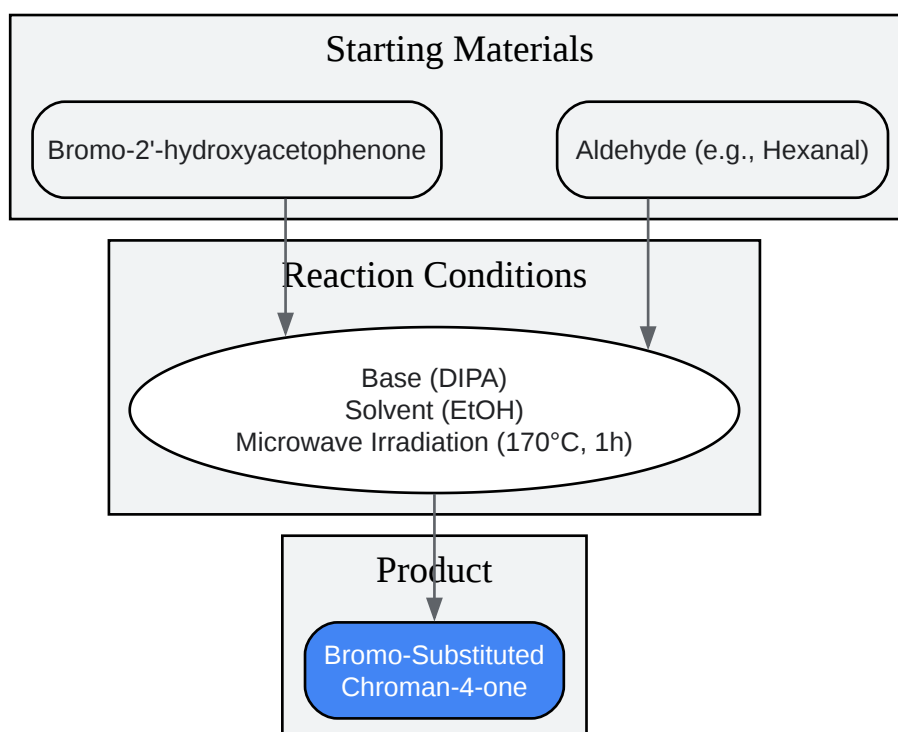 Starting Materials
Bromo-2'-hydroxyacetophenone
Aldehyde (e.g., Hexanal)
Reaction Conditions
Base (DIPA)
Solvent (EtOH)
Microwave Irradiation (170°C, 1h)
Product
Bromo-Substituted
Chroman-4-one